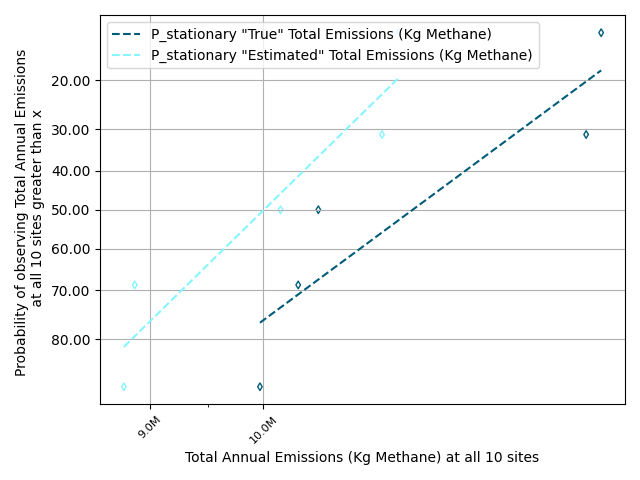 P_stationary "True" Total Emissions (Kg Methane)
P_stationary "Estimated" Total Emissions (Kg Methane)
Probability of observing Total Annual Emissions
at all 10 sites greater than x
20.00
30.00
40.00
50.00
60.00
70.00
80.00
9.0M
10.0M
Total Annual Emissions (Kg Methane) at all 10 sites